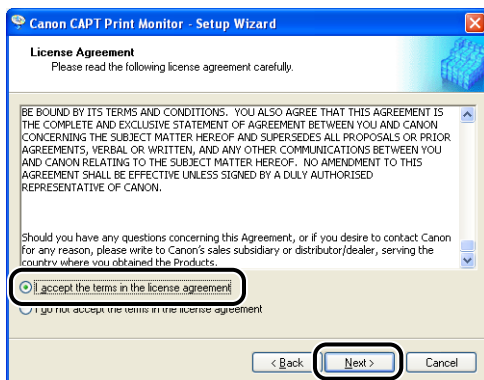 Canon CAPT Print Monitor - Setup Wizard
License Agreement
Please read the following license agreement carefully.
BE BOUND BY ITS TERMS AND CONDITIONS. YOU ALSO AGREE THAT THIS AGREEMENT IS
THE COMPLETE AND EXCLUSIVE STATEMENT OF AGREEMENT BETWEEN YOU AND CANON
CONCERNING THE SUBJECT MATTER HEREOF AND SUPERSEDES ALL PROPOSALS OR PRIOR
AGREEMENTS, VERBAL OR WRITTEN, AND ANY OTHER COMMUNICATIONS BETWEEN YOU
AND CANON RELATING TO THE SUBJECT MATTER HEREOF. NO AMENDMENT TO THIS
AGREEMENT SHALL BE EFFECTIVE UNLESS SIGNED BY A DULY AUTHORISED
REPRESENTATIVE OF CANON.
Should you have any questions concerning this Agreement, or if you desire to contact Canon
for any reason, please write to Canon's sales subsidiary or distributor/dealer, serving the
country where you obtained the Products.
I accept the terms in the license agreement
I do not accept the terms in the license agreement
< Back Next > Cancel